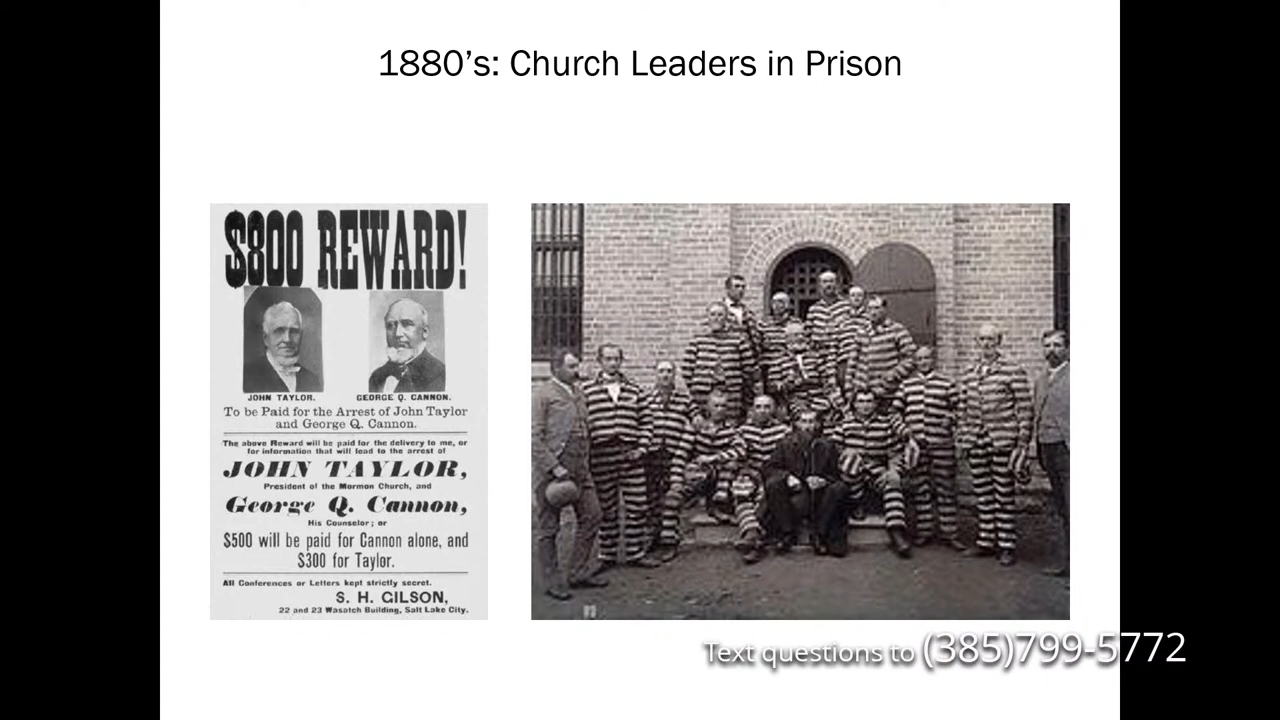 1880's: Church Leaders in Prison
$800 REWARD!
JOHN TAYLOR. GEORGE Q. CANNON.
To be Paid for the Arrest of John Taylor
and George Q. Cannon.
The above Reward will be paid for the delivery to me, or
for information that will lead to the arrest of
JOHN TAYLOR,
President of the Mormon Church, and
George Q. Cannon,
His Counselor; or
$500 will be paid for Cannon alone, and
$300 for Taylor.
All Conferences or Letters kept strictly secret.
S. H. GILSON,
22 and 23 Wasatch Building, Salt Lake City.
Text questions to (385)799-5772